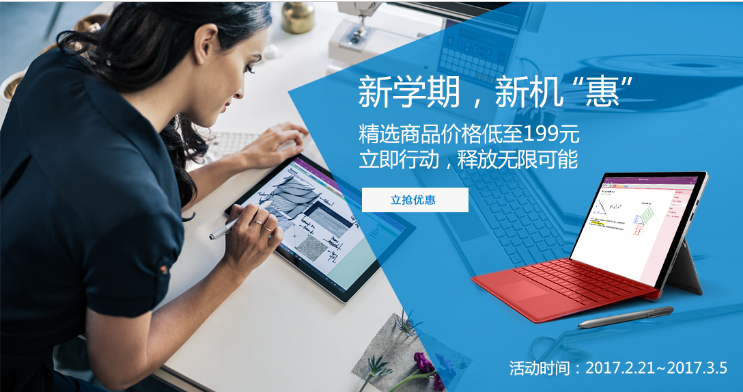 新学期，新机“惠”
精选商品价格低至199元
立即行动，释放无限可能
立抢优惠
活动时间：2017.2.21~2017.3.5